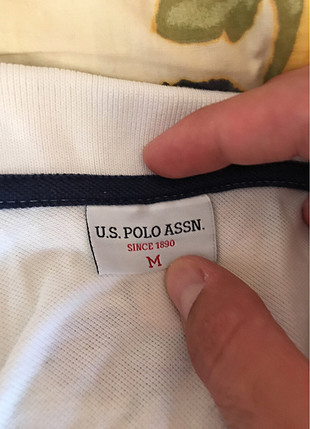 U.S. POLO ASSN.
SINCE 1890
M